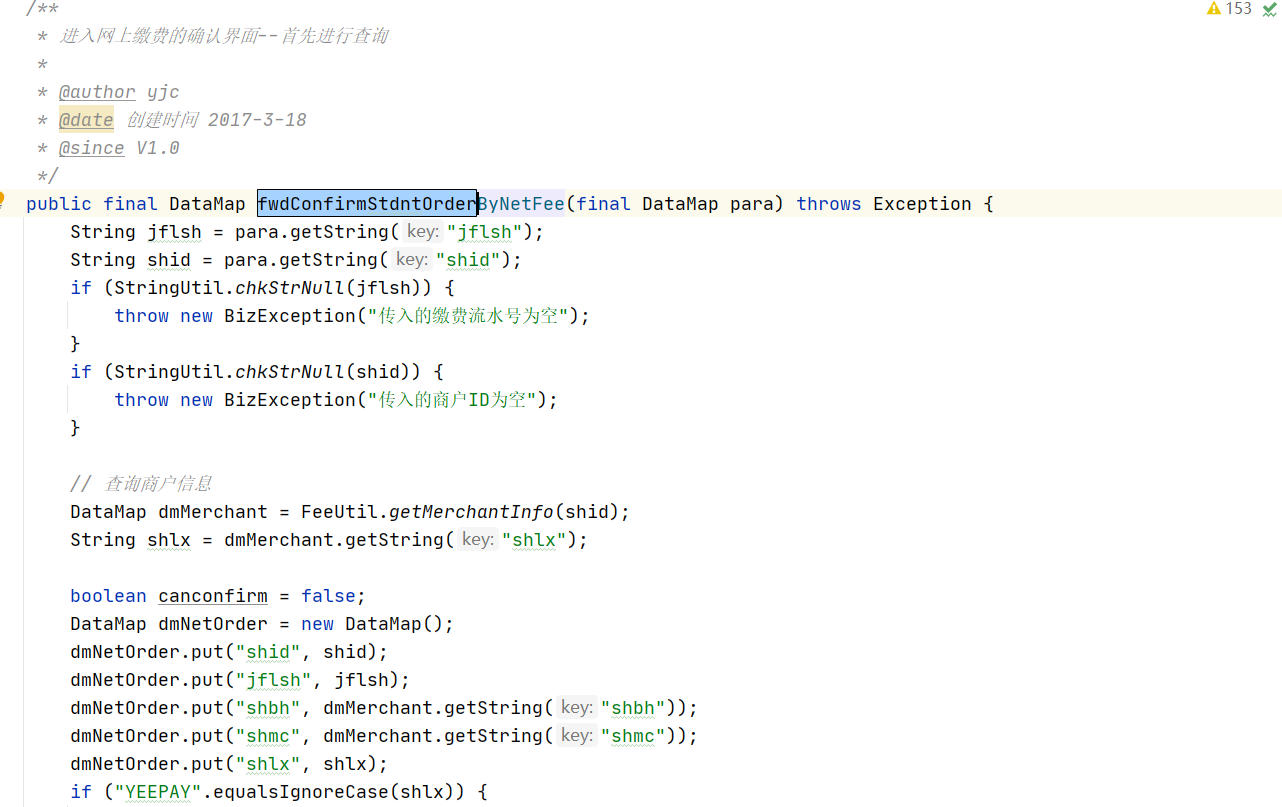 /**
153
* 进入网上缴费的确认界面--首先进行查询
*
* @author yjc
* @date 创建时间 2017-3-18
* @since V1.0
*/
public final DataMap fwdConfirmStdntOrderByNetFee(final DataMap para) throws Exception {
String jflsh = para.getString( key: "jflsh");
String shid = para.getString( key: "shid");
if (StringUtil.chkStrNull(jflsh)) {
throw new BizException("传入的缴费流水号为空");
}
if (StringUtil.chkStrNull(shid)) {
throw new BizException("传入的商户ID为空");
}
// 查询商户信息
DataMap dmMerchant = FeeUtil.getMerchantInfo(shid);
String shlx = dmMerchant.getString( key: "shlx");
boolean canconfirm = false;
DataMap dmNetOrder = new DataMap();
dmNetOrder.put("shid", shid);
dmNetOrder.put("jflsh", jflsh);
dmNetOrder.put("shbh", dmMerchant.getString( key: "shbh"));
dmNetOrder.put("shmc", dmMerchant.getString( key: "shmc"));
dmNetOrder.put("shlx", shlx);
if ("YEEPAY".equalsIgnoreCase(shlx)) {